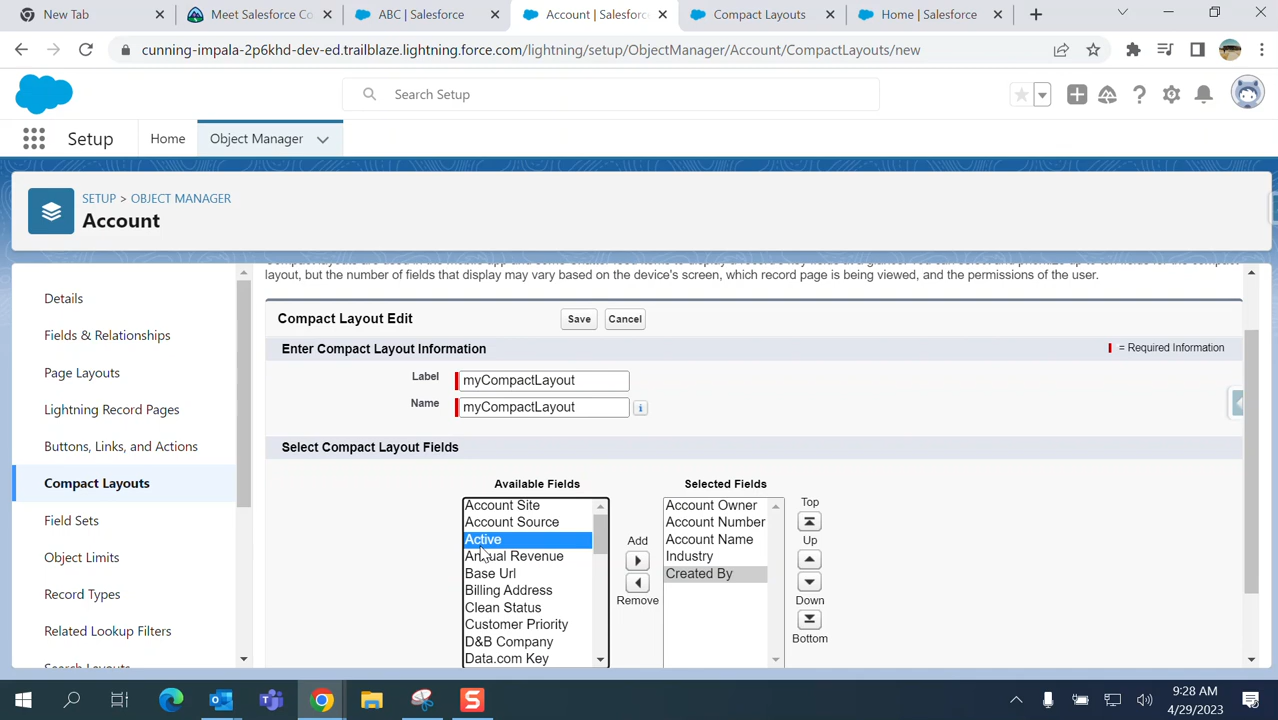 New Tab
Meet Salesforce Co
ABC | Salesforce
Account | Salesforc
Compact Layouts
Home | Salesforce
cunning-impala-2p6khd-dev-ed.trailblaze.lightning.force.com/lightning/setup/ObjectManager/Account/CompactLayouts/new
Search Setup
Setup
Home
Object Manager
SETUP > OBJECT MANAGER
Account
Details
Fields & Relationships
Page Layouts
Lightning Record Pages
Buttons, Links, and Actions
Compact Layouts
Field Sets
Object Limits
Record Types
Related Lookup Filters
Search Layouts
layout, but the number of fields that display may vary based on the device's screen, which record page is being viewed, and the permissions of the user.
Compact Layout Edit
Save
Cancel
Enter Compact Layout Information
= Required Information
Label
myCompactLayout
Name
myCompactLayout
i
Select Compact Layout Fields
Available Fields
Account Site
Account Source
Active
Annual Revenue
Base Url
Billing Address
Clean Status
Customer Priority
D&B Company
Data.com Key
Add
Remove
Selected Fields
Account Owner
Account Number
Account Name
Industry
Created By
Top
Up
Down
Bottom
9:28 AM
4/29/2023